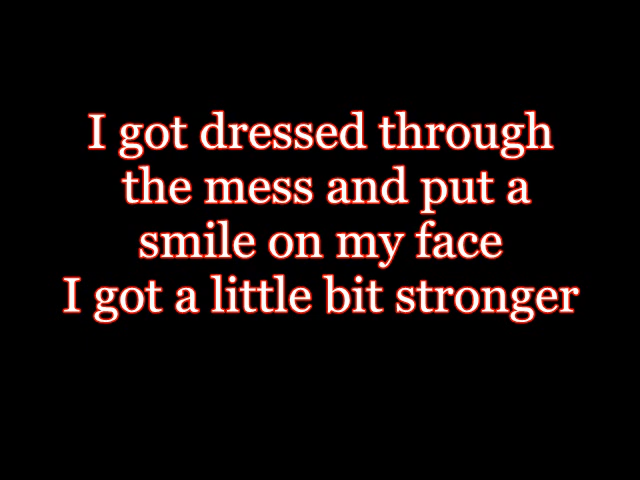 I got dressed through
the mess and put a
smile on my face
I got a little bit stronger